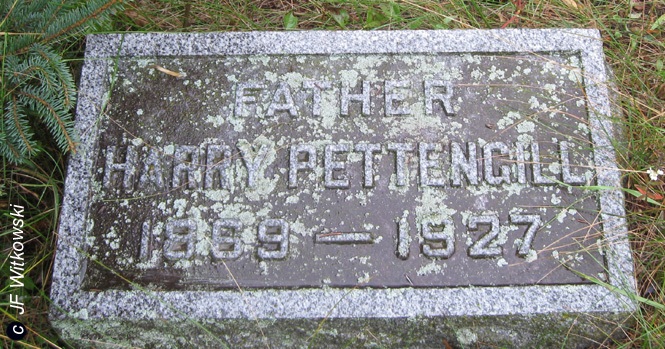 FATHER
HARRY PETTENGILL
1869 — 1927
c JF Witkowski